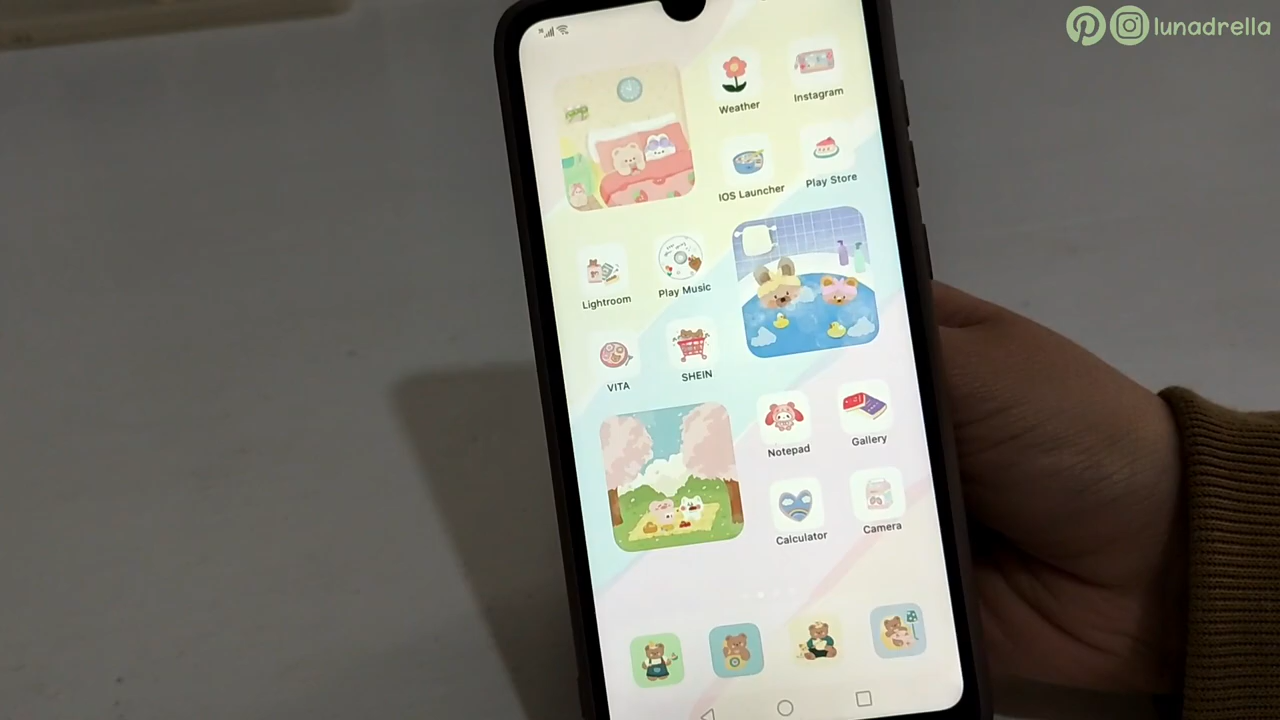 lunadrella
Weather
Instagram
IOS Launcher
Play Store
Lightroom
Play Music
VITA
SHEIN
Notepad
Gallery
Calculator
Camera